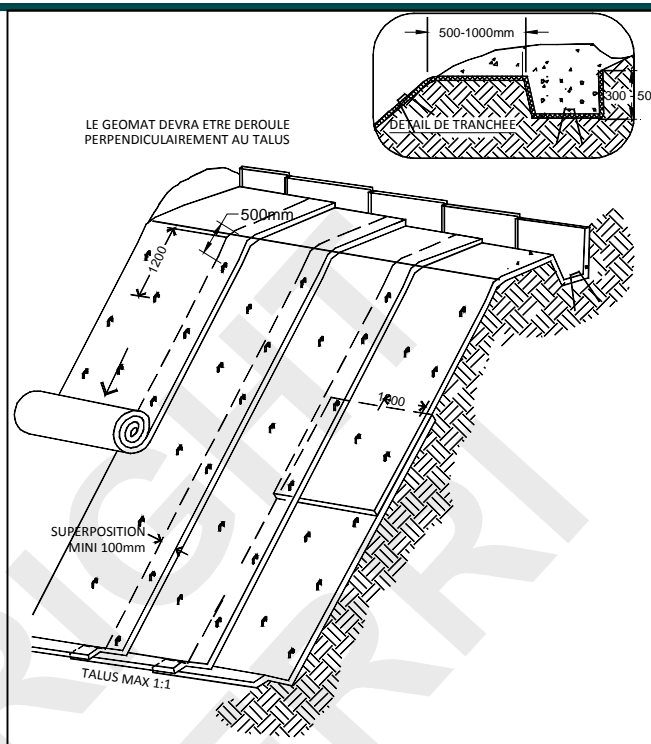 500-1000mm
300 - 50
DETAIL DE TRANCHEE
LE GEOMAT DEVRA ETRE DEROULE
PERPENDICULAIREMENT AU TALUS
500mm
1200
SUPERPOSITION
MINI 100mm
TALUS MAX 1:1